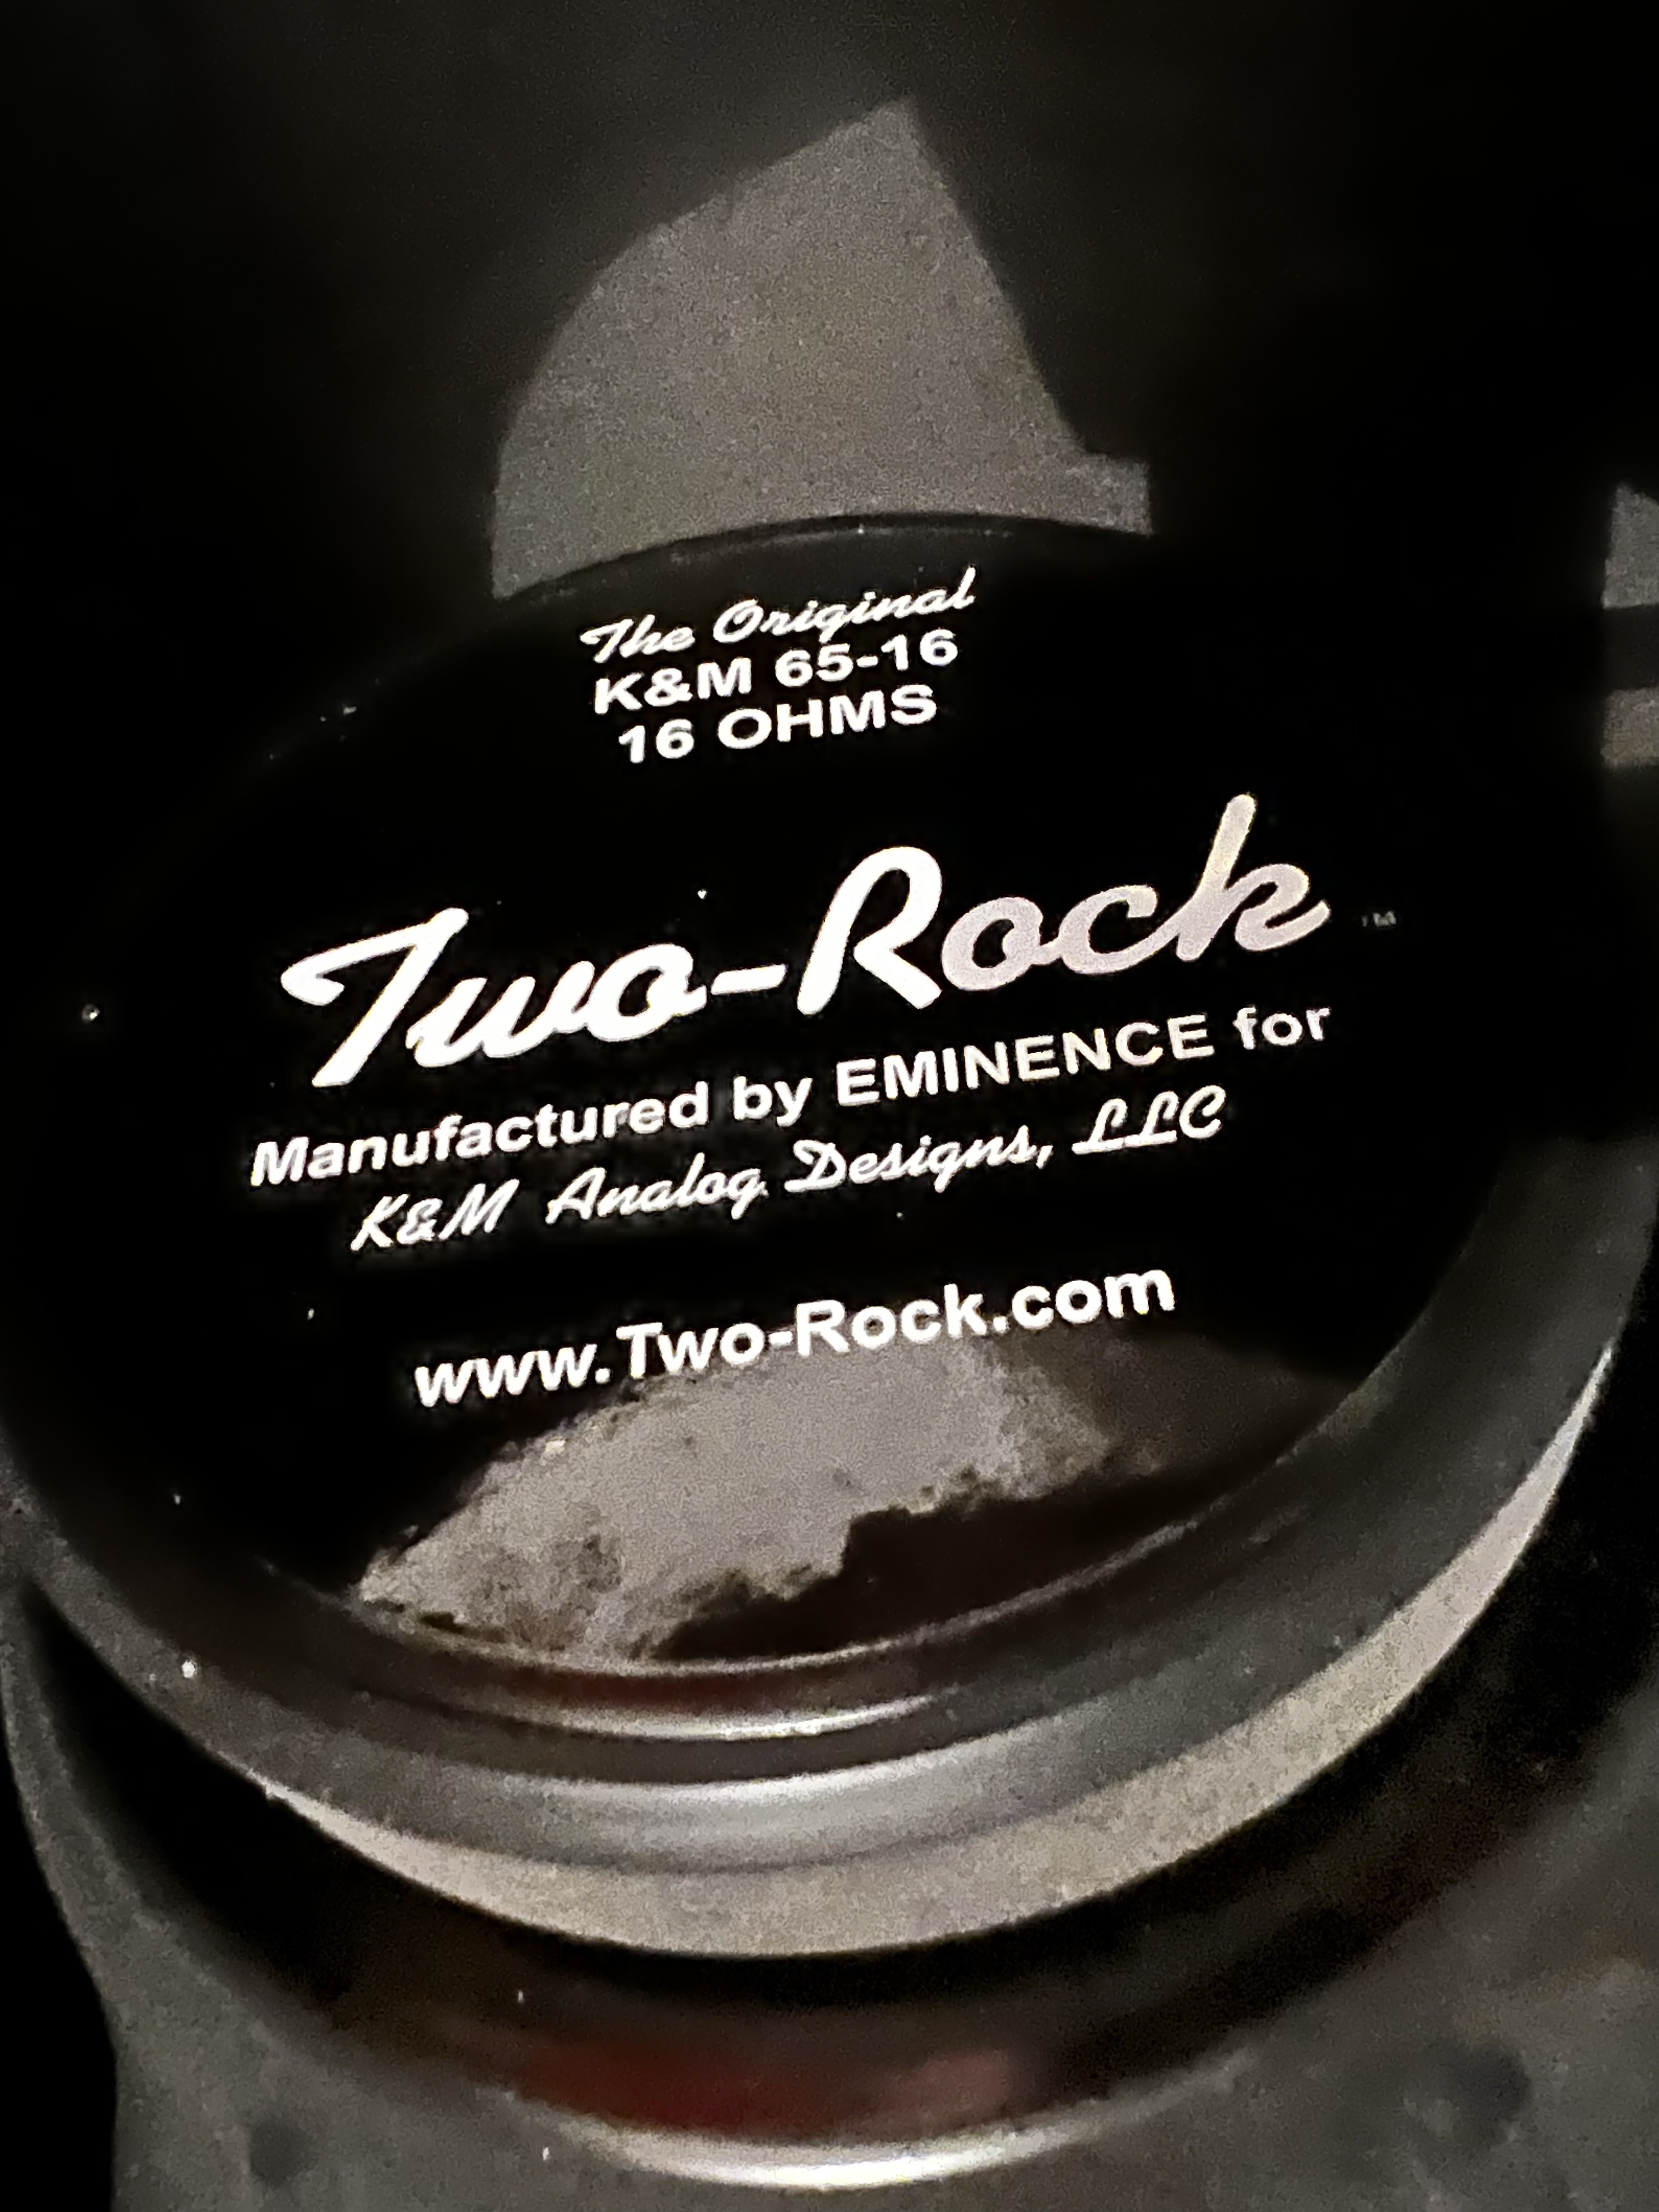 The Original
K&M 65-16
16 OHMS
Two-Rock ™
Manufactured by EMINENCE for
K&M Analog Designs, LLC
www.Two-Rock.com